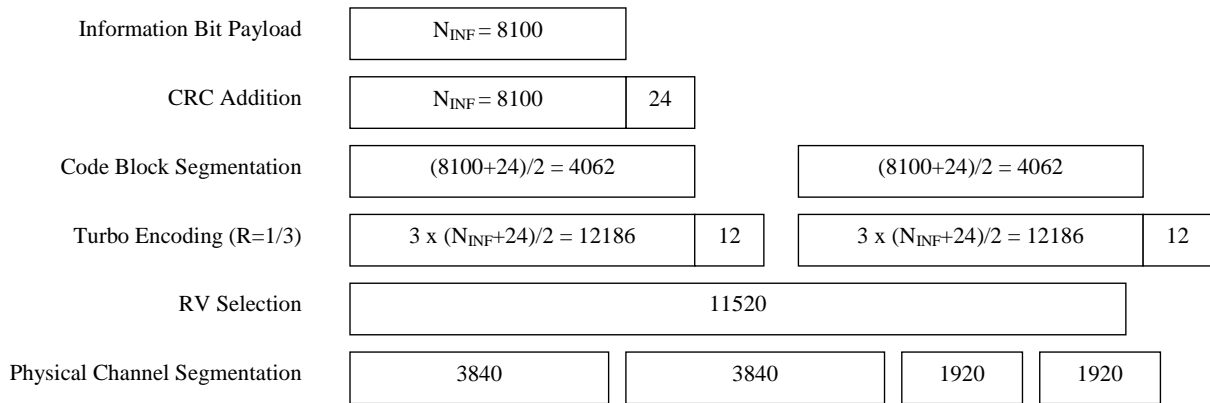 Information Bit Payload N_INF = 8100
CRC Addition N_INF = 8100 24
Code Block Segmentation (8100+24)/2 = 4062 (8100+24)/2 = 4062
Turbo Encoding (R=1/3) 3 x (N_INF+24)/2 = 12186 12 3 x (N_INF+24)/2 = 12186 12
RV Selection 11520
Physical Channel Segmentation 3840 3840 1920 1920